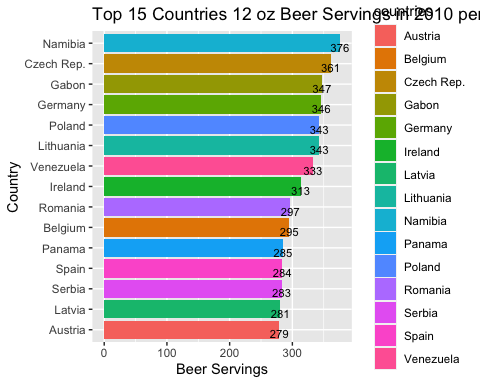 Top 15 Countries 12 oz Beer Servings in 2010 per
countries
Namibia 376
Czech Rep. 361
Gabon 347
Germany 346
Poland 343
Lithuania 343
Venezuela 333
Ireland 313
Romania 297
Belgium 295
Panama 285
Spain 284
Serbia 283
Latvia 281
Austria 279
0 100 200 300
Beer Servings
Country
Austria
Belgium
Czech Rep.
Gabon
Germany
Ireland
Latvia
Lithuania
Namibia
Panama
Poland
Romania
Serbia
Spain
Venezuela